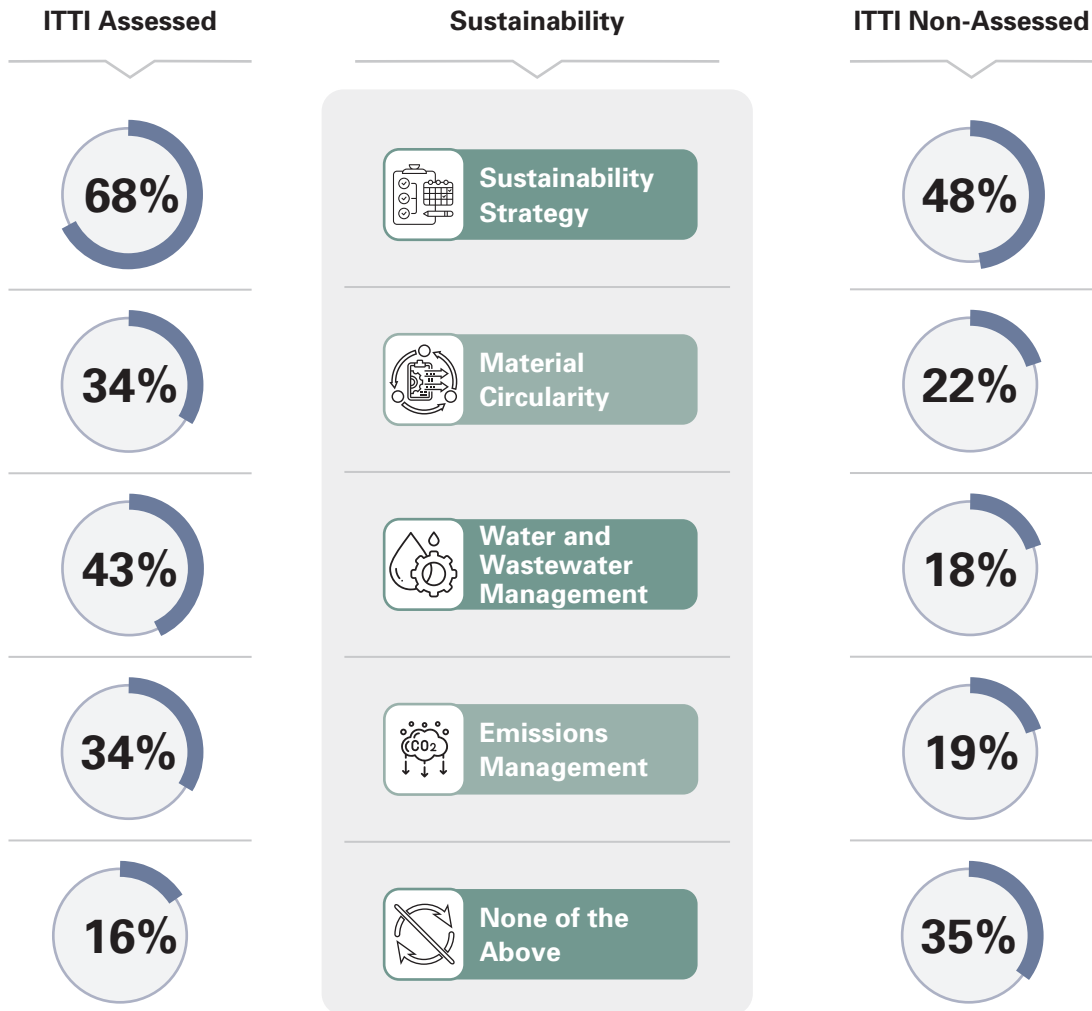 ITTI Assessed
Sustainability
ITTI Non-Assessed
68%
Sustainability
Strategy
48%
34%
Material
Circularity
22%
43%
Water and
Wastewater
Management
18%
34%
CO2
Emissions
Management
19%
16%
None of the
Above
35%